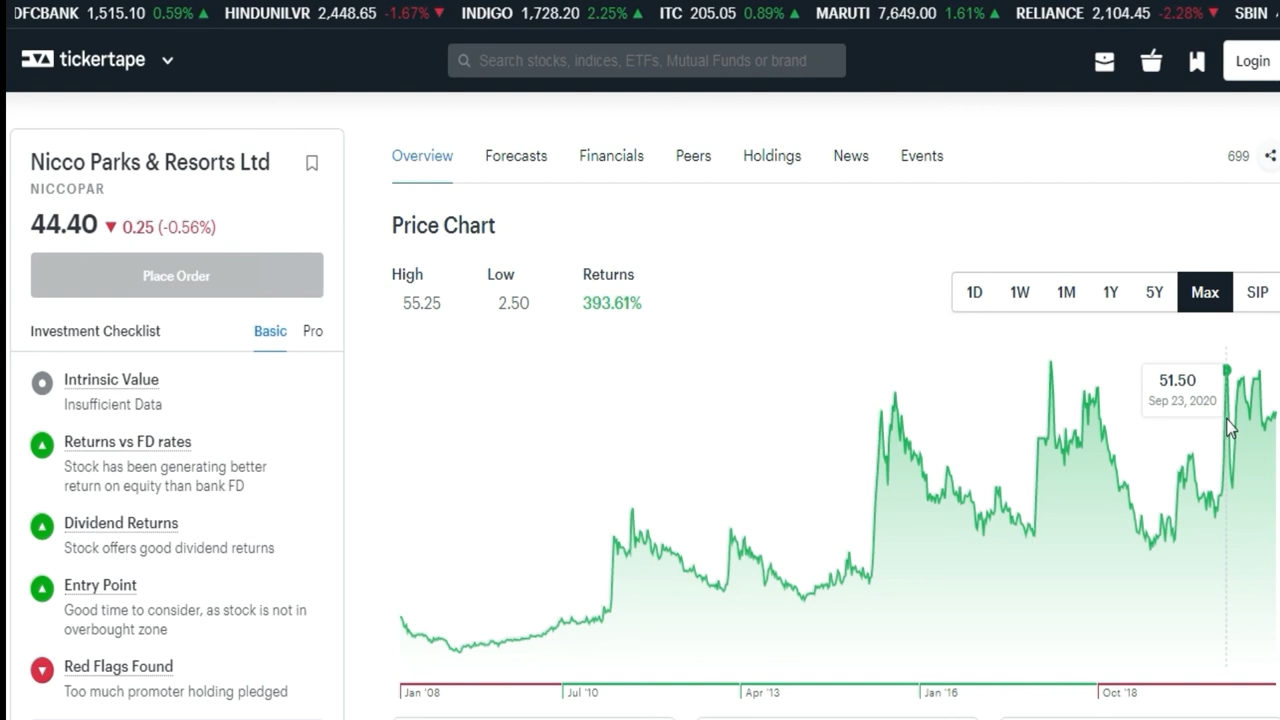 DFCBANK 1,515.10 0.59% ▲ HINDUNILVR 2,448.65 -1.67% ▼ INDIGO 1,728.20 2.25% ▲ ITC 205.05 0.89% ▲ MARUTI 7,649.00 1.61% ▲ RELIANCE 2,104.45 -2.28% ▼ SBIN
tickertape
Search stocks, indices, ETFs, Mutual Funds or brand
Login
Nicco Parks & Resorts Ltd
NICCOPAR
44.40 ▼ 0.25 (-0.56%)
Place Order
Investment Checklist Basic Pro
Intrinsic Value
Insufficient Data
Returns vs FD rates
Stock has been generating better
return on equity than bank FD
Dividend Returns
Stock offers good dividend returns
Entry Point
Good time to consider, as stock is not in
overbought zone
Red Flags Found
Too much promoter holding pledged
Overview Forecasts Financials Peers Holdings News Events 699
Price Chart
High Low Returns
55.25 2.50 393.61%
1D 1W 1M 1Y 5Y Max SIP
51.50
Sep 23, 2020
Jan '08 Jul '10 Apr '13 Jan '16 Oct '18